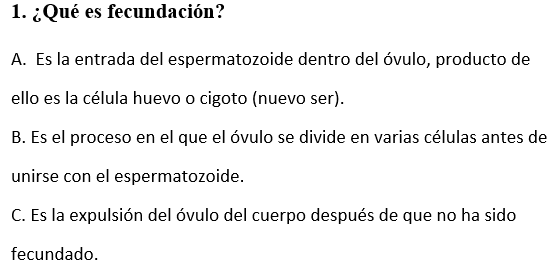 1. ¿Qué es fecundación?
A. Es la entrada del espermatozoide dentro del óvulo, producto de
ello es la célula huevo o cigoto (nuevo ser).
B. Es el proceso en el que el óvulo se divide en varias células antes de
unirse con el espermatozoide.
C. Es la expulsión del óvulo del cuerpo después de que no ha sido
fecundado.